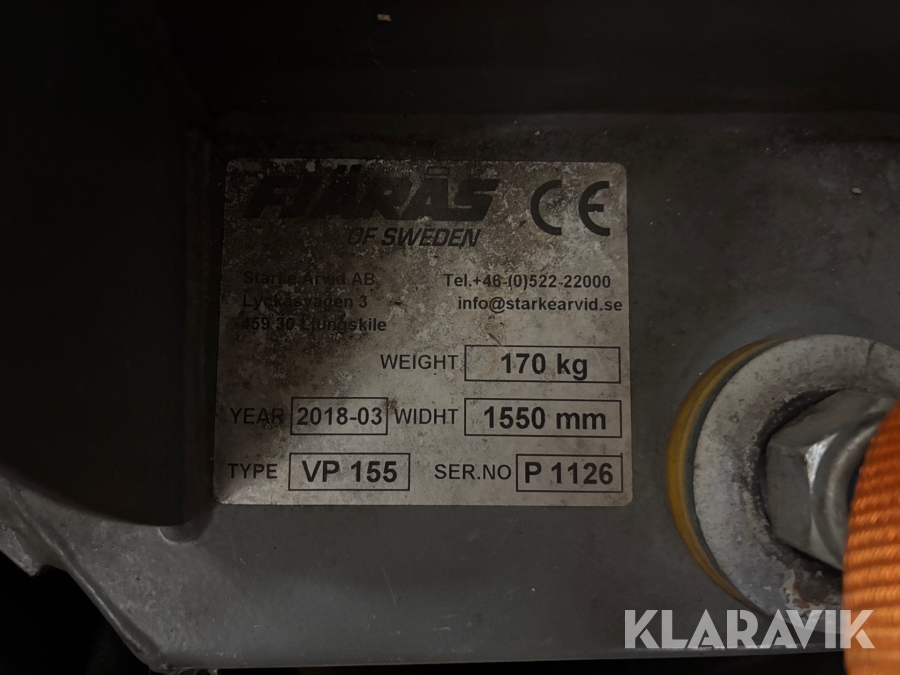 FJÄRÅS CE
OF SWEDEN
Starke Arvid AB Tel.+46-(0)522-22000
Lyckåsvägen 3 info@starkearvid.se
459 30 Ljungskile
WEIGHT 170 kg
YEAR 2018-03 WIDHT 1550 mm
TYPE VP 155 SER.NO P 1126
KLARAVIK